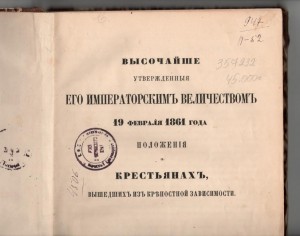 ВЫСОЧАЙШЕ
УТВЕРЖДЕННЫЯ
ЕГО ИМПЕРАТОРСКИМЪ ВЕЛИЧЕСТВОМЪ
19 ФЕВРАЛЯ 1861 ГОДА
ПОЛОЖЕНІЯ
О
КРЕСТЬЯНАХЪ,
ВЫШЕДШИХЪ ИЗЪ КРѢПОСТНОЙ ЗАВИСИМОСТИ.